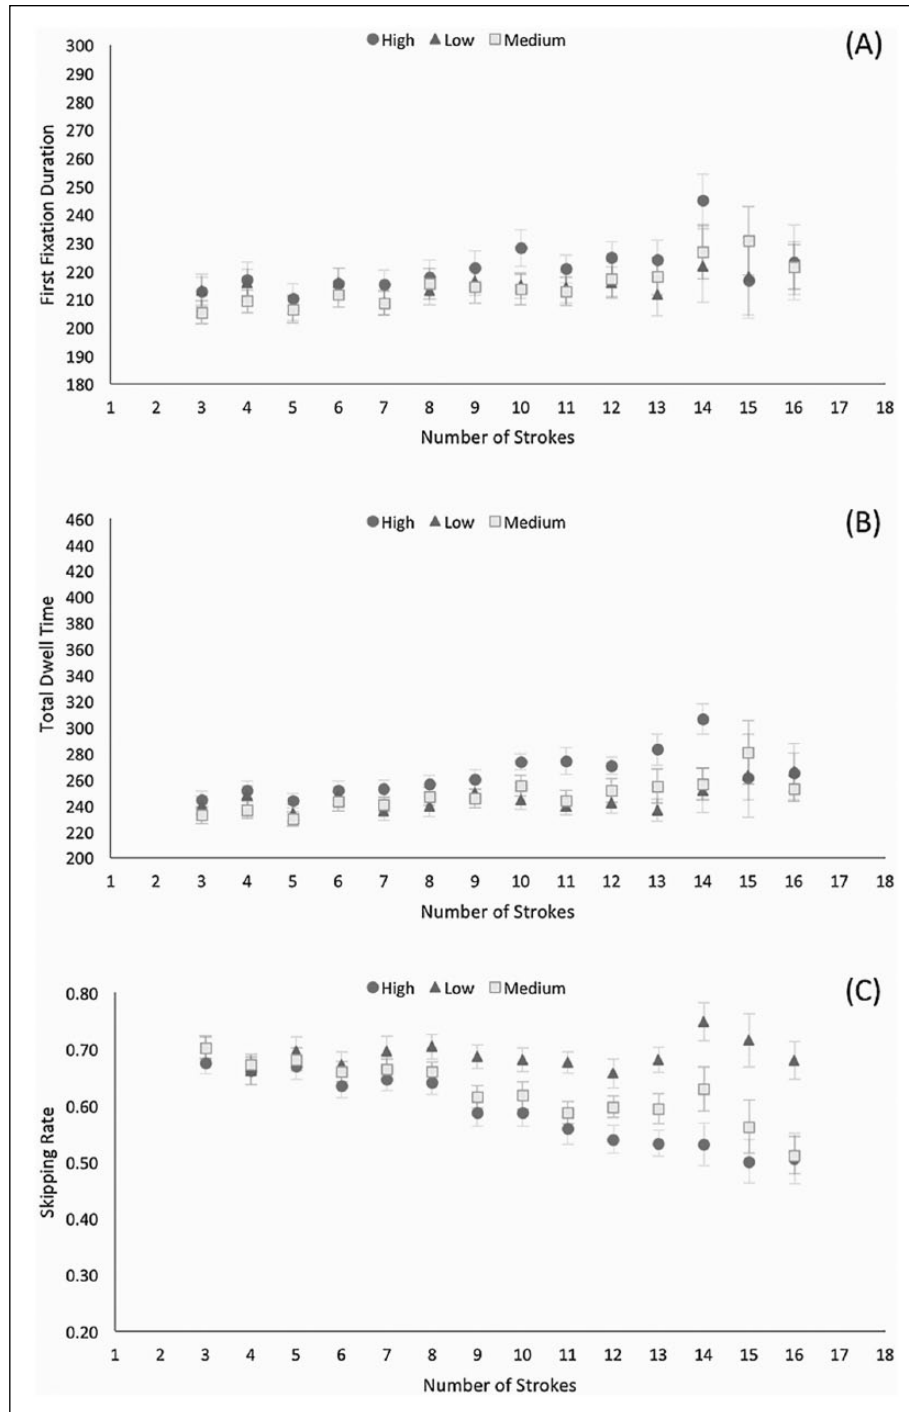 High Low Medium (A)
300
290
280
270
260
250
240
230
220
210
200
190
180
First Fixation Duration
1 2 3 4 5 6 7 8 9 10 11 12 13 14 15 16 17 18
Number of Strokes
High Low Medium (B)
460
440
420
400
380
360
340
320
300
280
260
240
220
200
Total Dwell Time
1 2 3 4 5 6 7 8 9 10 11 12 13 14 15 16 17 18
Number of Strokes
High Low Medium (C)
0.80
0.70
0.60
0.50
0.40
0.30
0.20
Skipping Rate
1 2 3 4 5 6 7 8 9 10 11 12 13 14 15 16 17 18
Number of Strokes